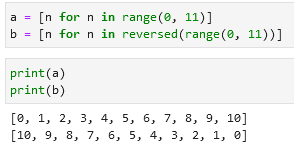 a = [n for n in range(0, 11)]
b = [n for n in reversed(range(0, 11))]
print(a)
print(b)
[0, 1, 2, 3, 4, 5, 6, 7, 8, 9, 10]
[10, 9, 8, 7, 6, 5, 4, 3, 2, 1, 0]